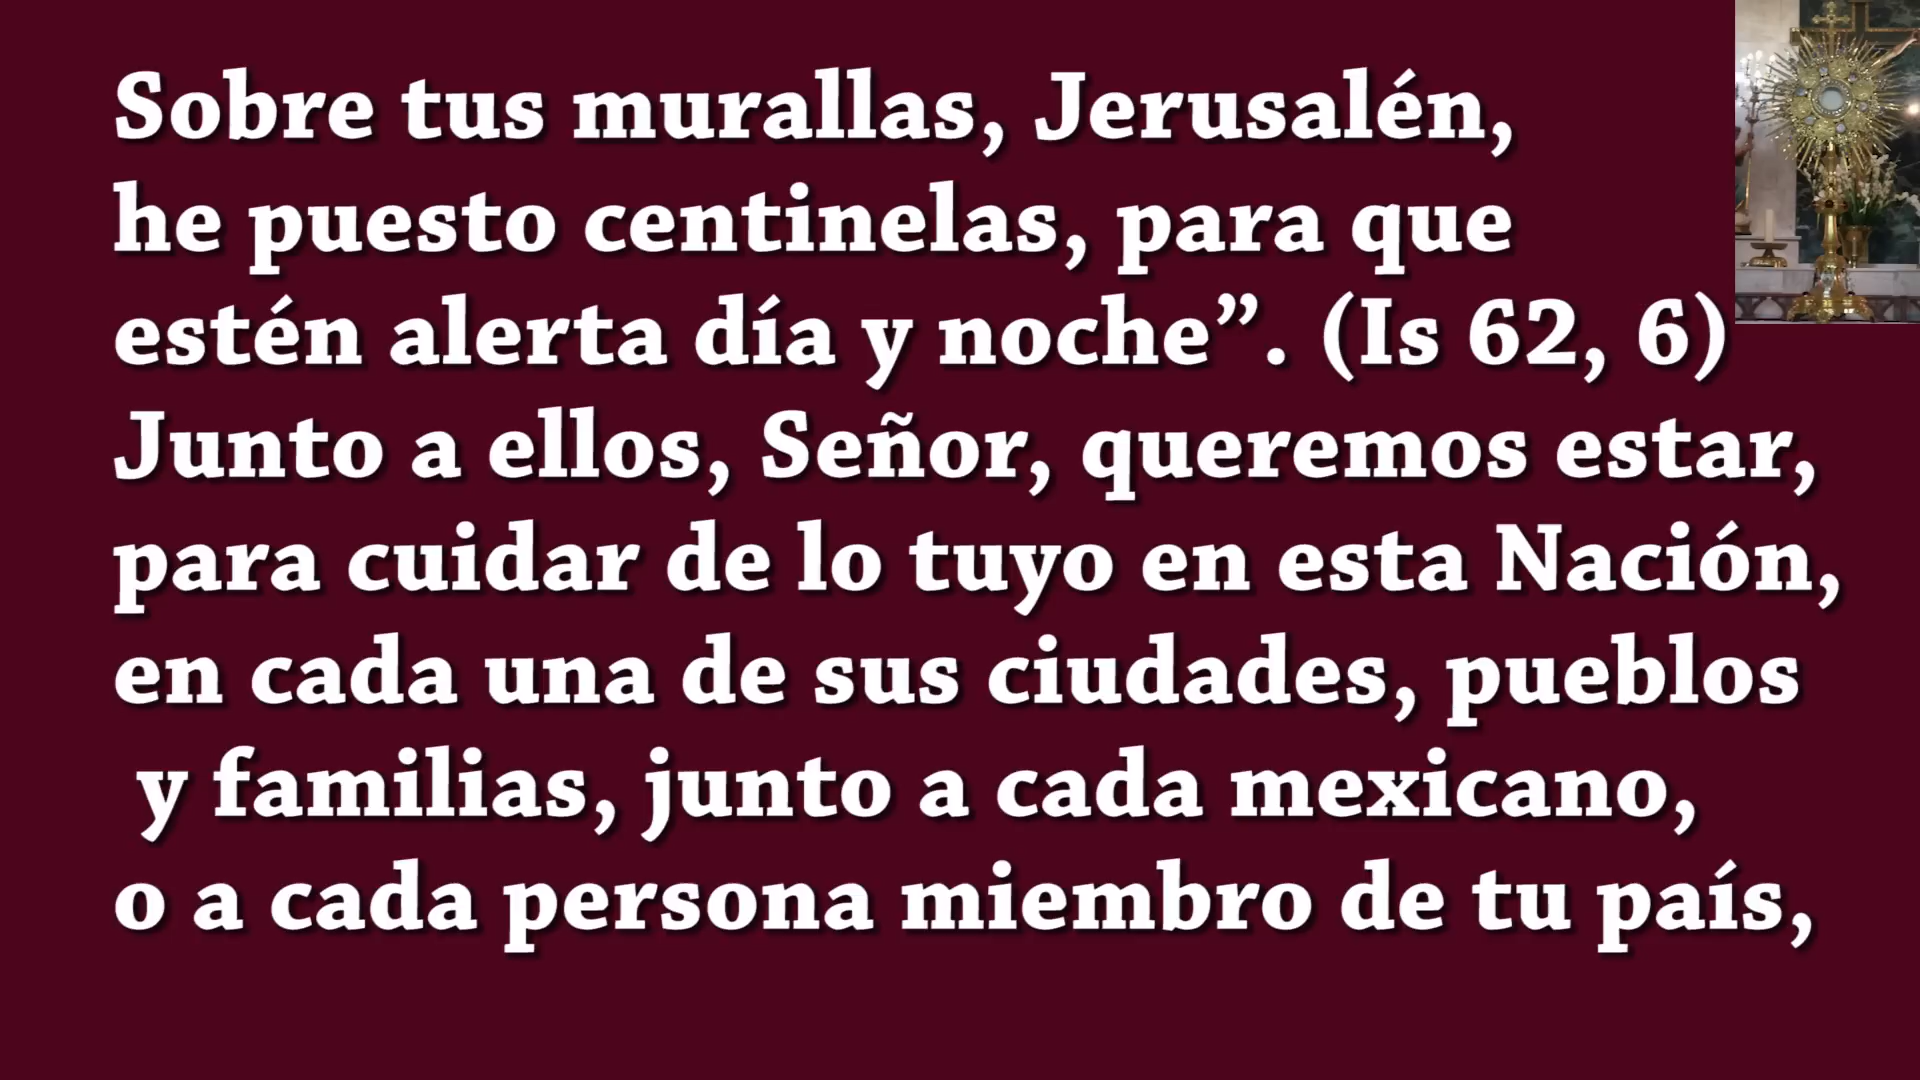 Sobre tus murallas, Jerusalén,
he puesto centinelas, para que
estén alerta día y noche”. (Is 62, 6)
Junto a ellos, Señor, queremos estar,
para cuidar de lo tuyo en esta Nación,
en cada una de sus ciudades, pueblos
y familias, junto a cada mexicano,
o a cada persona miembro de tu país,